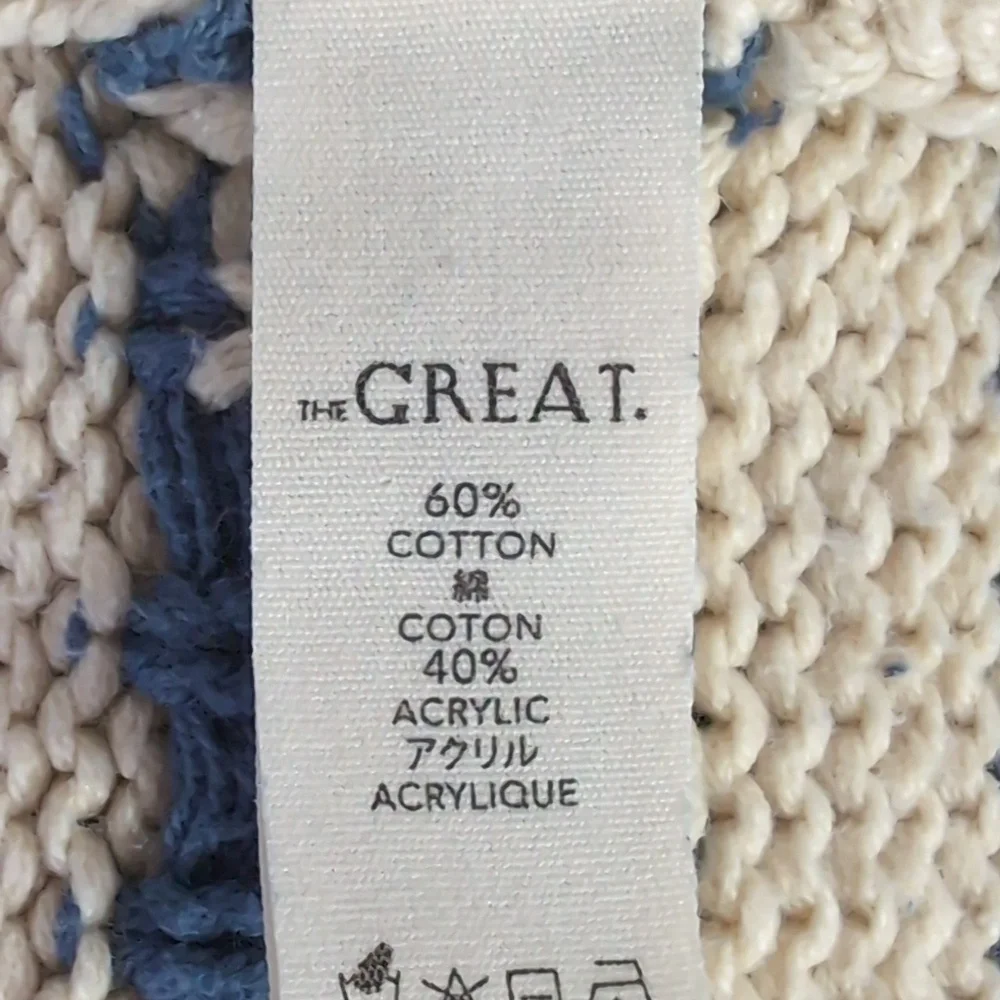 THE GREAT.
60%
COTTON
綿
COTON
40%
ACRYLIC
アクリル
ACRYLIQUE